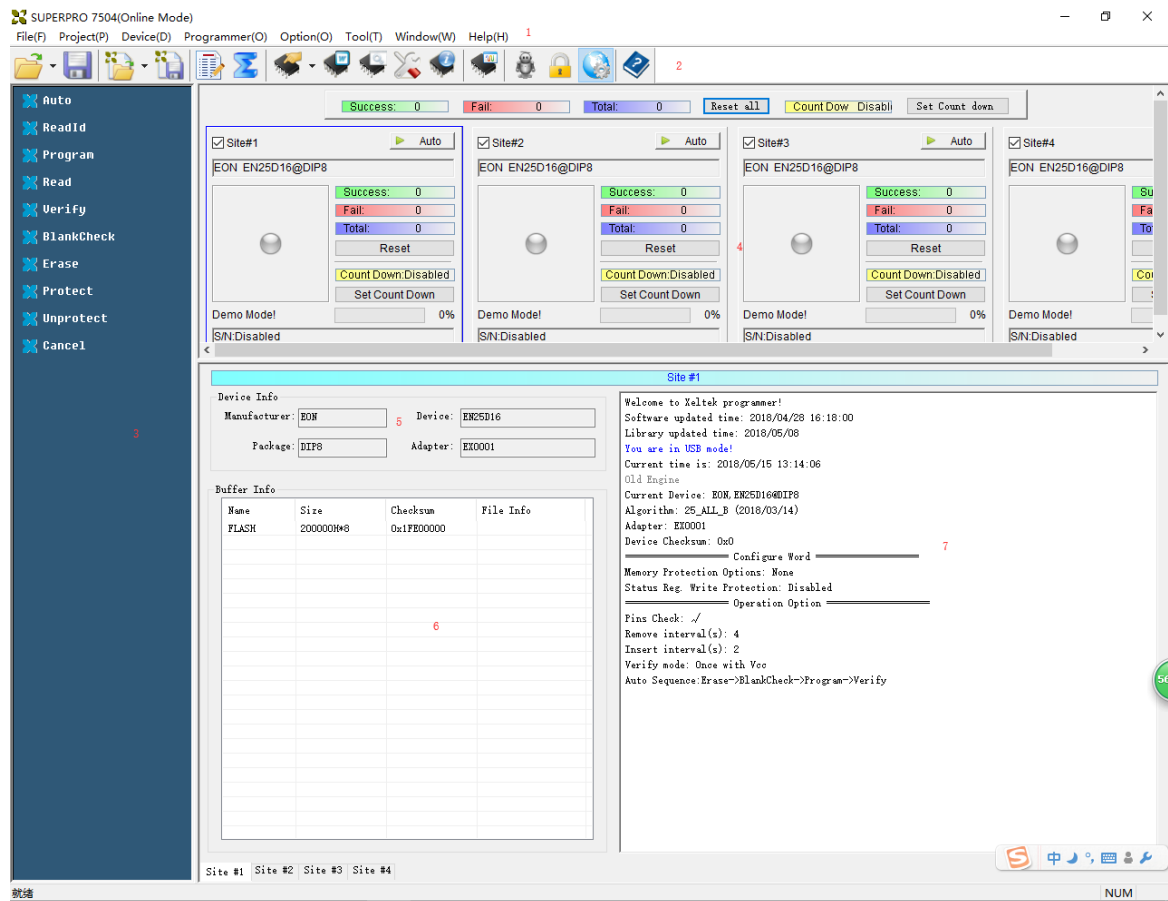 SUPERPRO 7504(Online Mode)
File(F) Project(P) Device(D) Programmer(O) Option(O) Tool(T) Window(W) Help(H) 1
2
Auto
ReadId
Program
Read
Verify
BlankCheck
Erase
Protect
Unprotect
Cancel
3
Success: 0 Fail: 0 Total: 0 Reset all Count Dow Disabl Set Count down
Site#1 Auto
EON EN25D16@DIP8
Success: 0
Fail: 0
Total: 0
Reset
Count Down:Disabled
Set Count Down
Demo Mode! 0%
S/N:Disabled
Site#2 Auto
EON EN25D16@DIP8
Success: 0
Fail: 0
Total: 0
Reset
Count Down:Disabled
Set Count Down
Demo Mode! 0%
S/N:Disabled
4
Site#3 Auto
EON EN25D16@DIP8
Success: 0
Fail: 0
Total: 0
Reset
Count Down:Disabled
Set Count Down
Demo Mode! 0%
S/N:Disabled
Site#4
EON EN25D16@DIP8
Su
Fa
To
Cou
Demo Mode!
S/N:Disabled
Site #1
Device Info
Manufacturer: EON 5 Device: EN25D16
Package: DIP8 Adapter: EX0001
Buffer Info
Name Size Checksum File Info
FLASH 200000H*8 0x1FE00000
6
Welcome to Xeltek programmer!
Software updated time: 2018/04/28 16:18:00
Library updated time: 2018/05/08
You are in USB mode!
Current time is: 2018/05/15 13:14:06
Old Engine
Current Device: EON,EN25D16@DIP8
Algorithm: 25_ALL_B (2018/03/14)
Adapter: EX0001
Device Checksum: 0x0
Configure Word
Memory Protection Options: None
Status Reg. Write Protection: Disabled
Operation Option
Pins Check: √
Remove interval(s): 4
Insert interval(s): 2
Verify mode: Once with Vcc
Auto Sequence:Erase->BlankCheck->Program->Verify
7
56
中
Site #1 Site #2 Site #3 Site #4
就绪 NUM